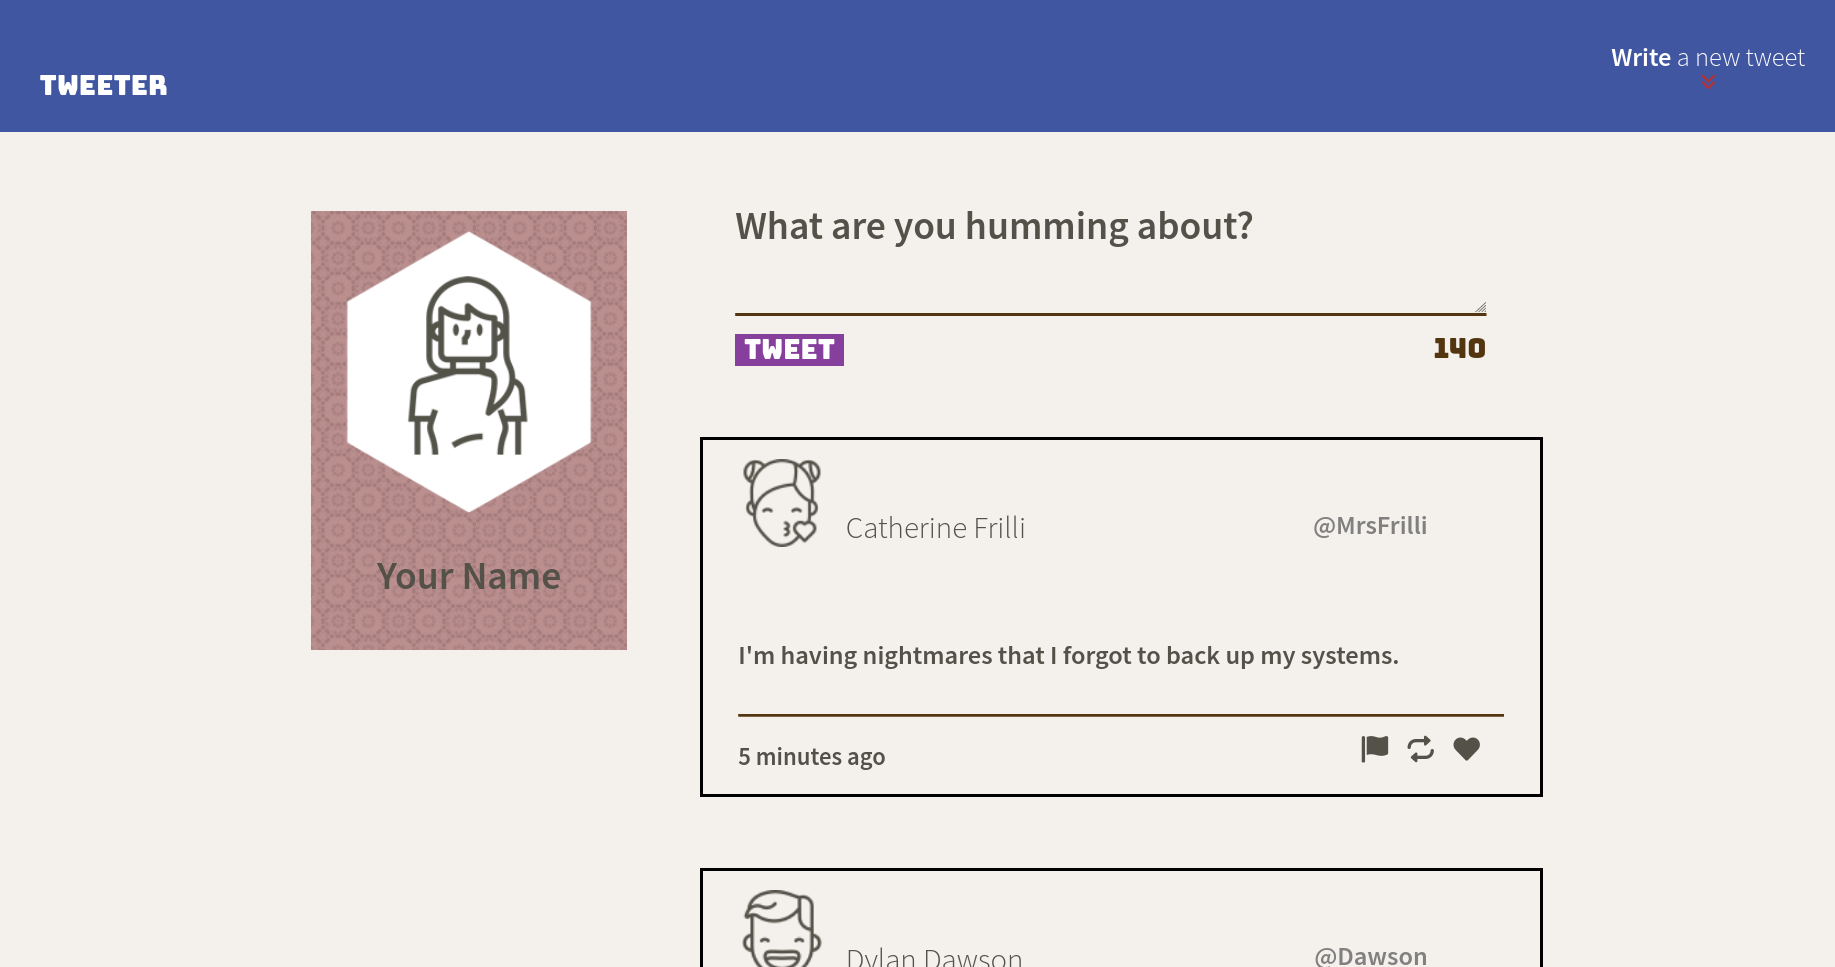 TWEETER
Write a new tweet
Your Name
What are you humming about?
TWEET
140
Catherine Frilli
@MrsFrilli
I'm having nightmares that I forgot to back up my systems.
5 minutes ago
Dylan Dawson
@Dawson